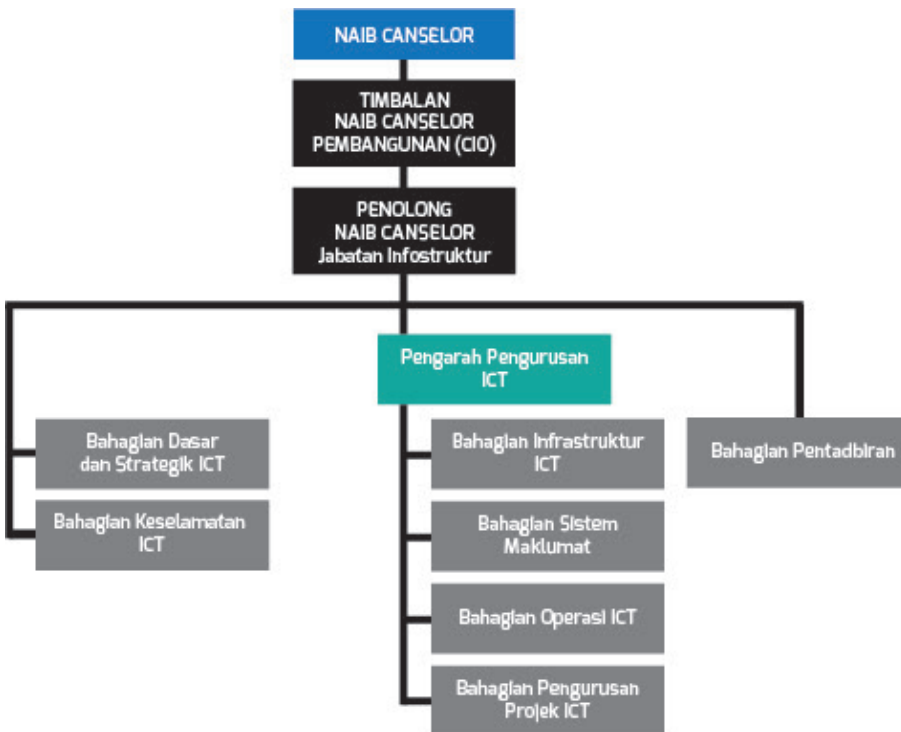 NAIB CANSELOR
TIMBALAN
NAIB CANSELOR
PEMBANGUNAN (CIO)
PENOLONG
NAIB CANSELOR
Jabatan Infostruktur
Pengarah Pengurusan
ICT
Bahagian Dasar
dan Strategik ICT
Bahagian Keselamatan
ICT
Bahagian Infrastruktur
ICT
Bahagian Sistem
Maklumat
Bahagian Operasi ICT
Bahagian Pengurusan
Projek ICT
Bahagian Pentadbiran